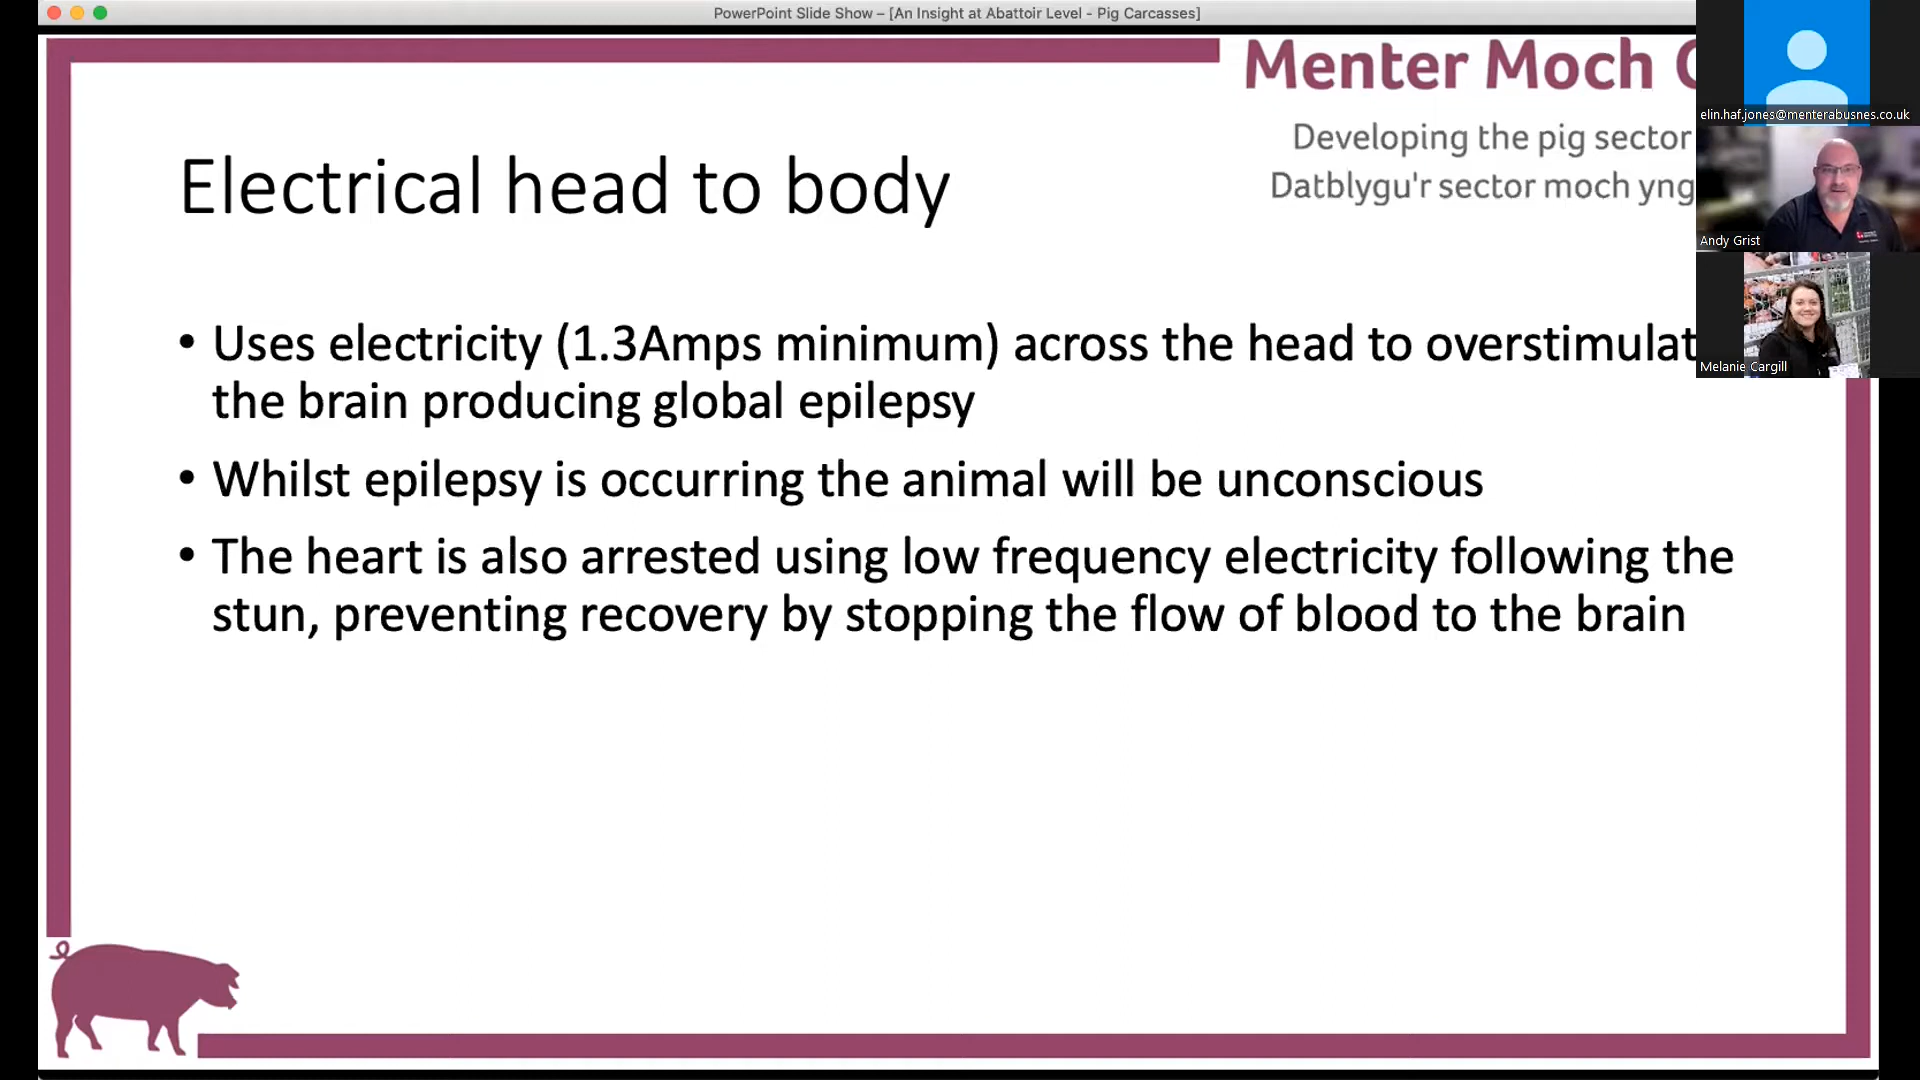 PowerPoint Slide Show – [An Insight at Abattoir Level - Pig Carcasses]
Menter Moch
Developing the pig sector
Datblygu'r sector moch yng
elin.haf.jones@menterabusnes.co.uk
Andy Grist
Melanie Cargill
Electrical head to body
• Uses electricity (1.3Amps minimum) across the head to overstimulat
the brain producing global epilepsy
• Whilst epilepsy is occurring the animal will be unconscious
• The heart is also arrested using low frequency electricity following the
stun, preventing recovery by stopping the flow of blood to the brain